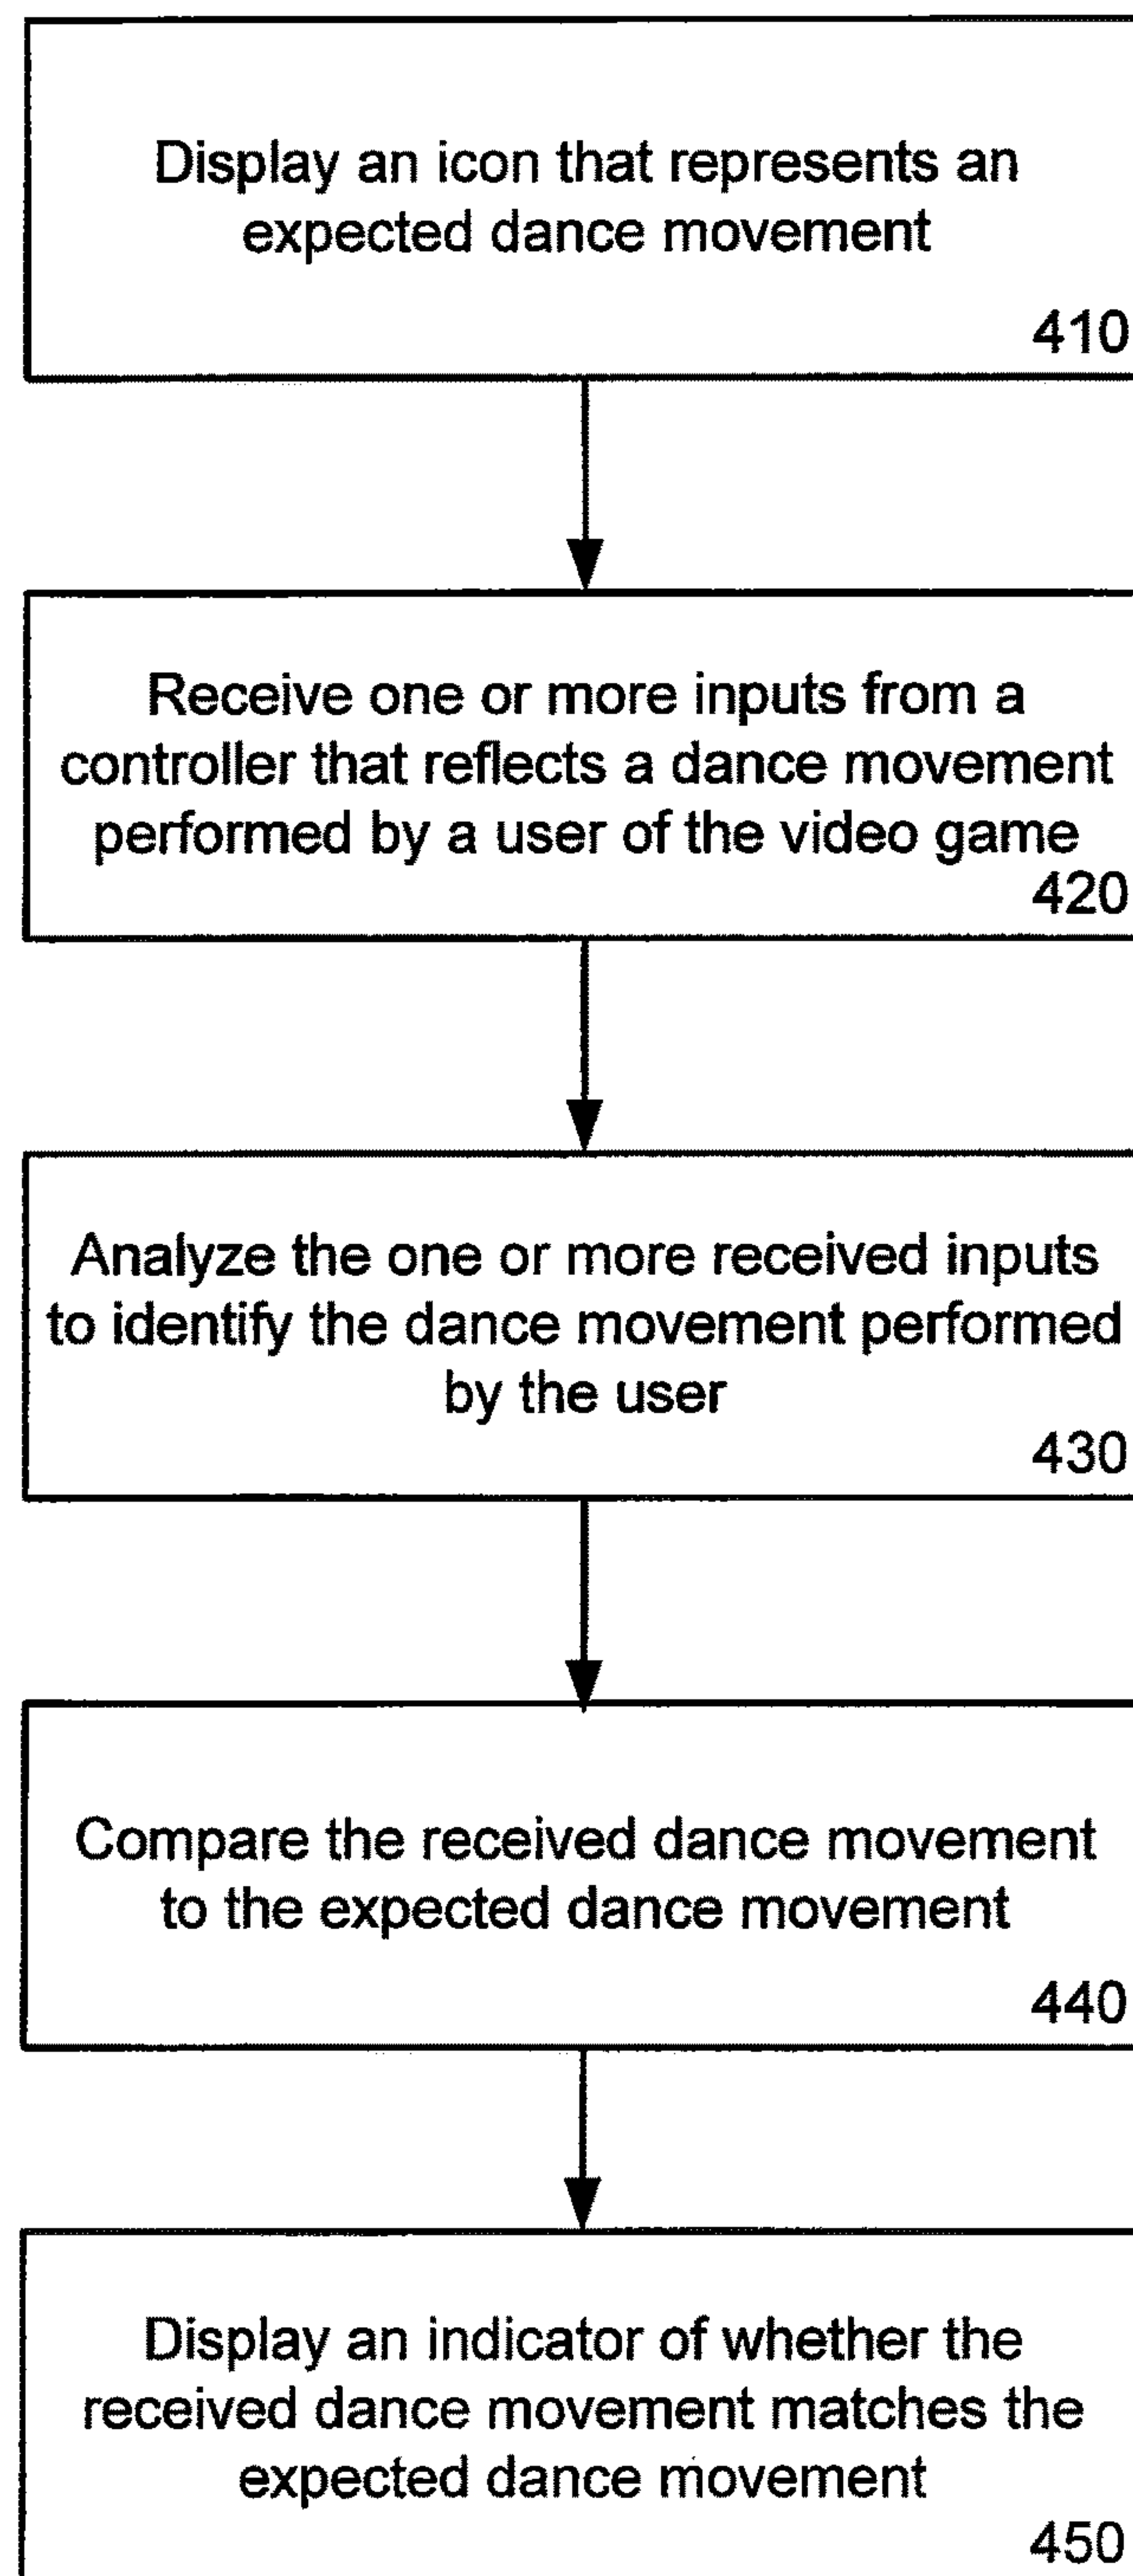 Display an icon that represents an
expected dance movement
410
Receive one or more inputs from a
controller that reflects a dance movement
performed by a user of the video game
420
Analyze the one or more received inputs
to identify the dance movement performed
by the user
430
Compare the received dance movement
to the expected dance movement
440
Display an indicator of whether the
received dance movement matches the
expected dance movement
450